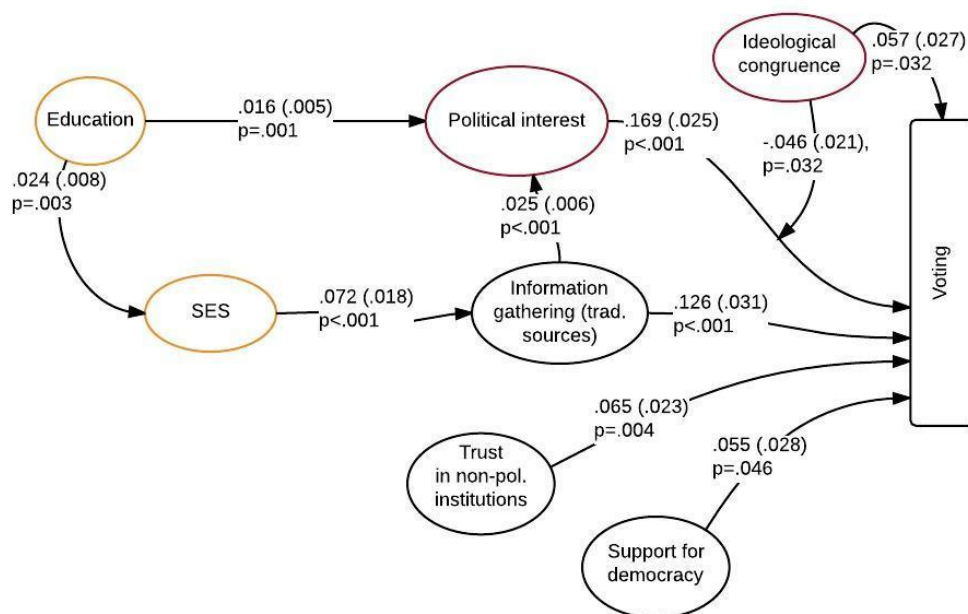 Ideological
congruence
.057 (.027)
p=.032
Education
.016 (.005)
p=.001
Political interest
.169 (.025)
p<.001
-.046 (.021),
p=.032
.024 (.008)
p=.003
.025 (.006)
p<.001
SES
.072 (.018)
p<.001
Information
gathering (trad.
sources)
.126 (.031)
p<.001
Voting
.065 (.023)
p=.004
Trust
in non-pol.
institutions
.055 (.028)
p=.046
Support for
democracy